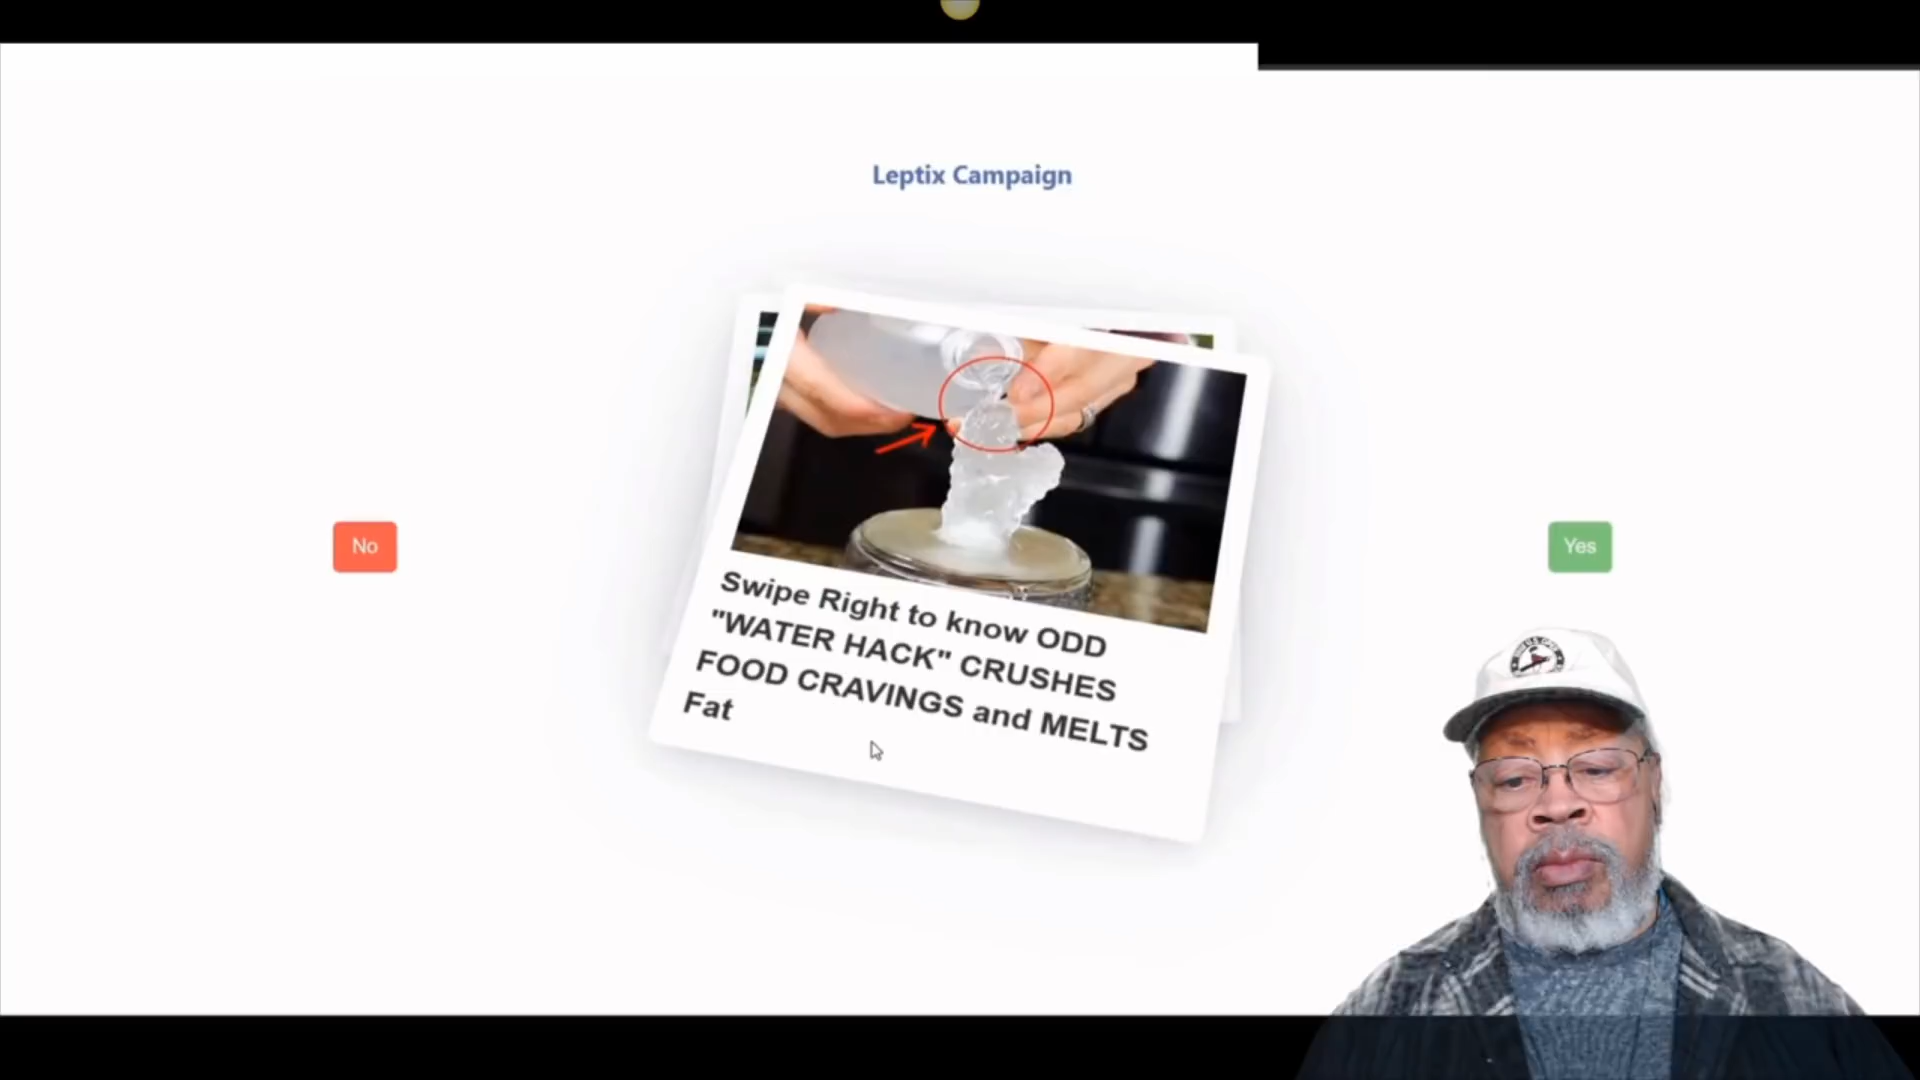 Leptix Campaign
No
Yes
Swipe Right to know ODD
"WATER HACK" CRUSHES
FOOD CRAVINGS and MELTS
Fat